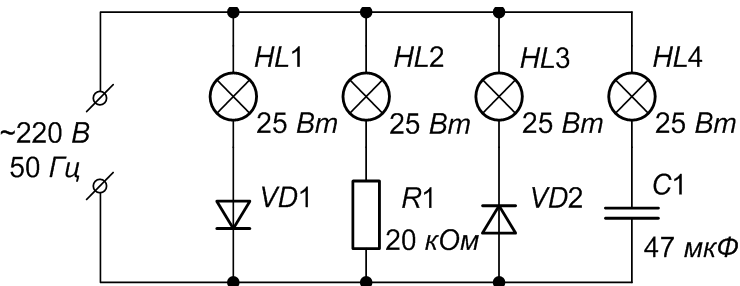 HL1
HL2
HL3
HL4
25 Вт
25 Вт
25 Вт
25 Вт
~220 В
50 Гц
VD1
R1
20 кОм
VD2
C1
47 мкФ